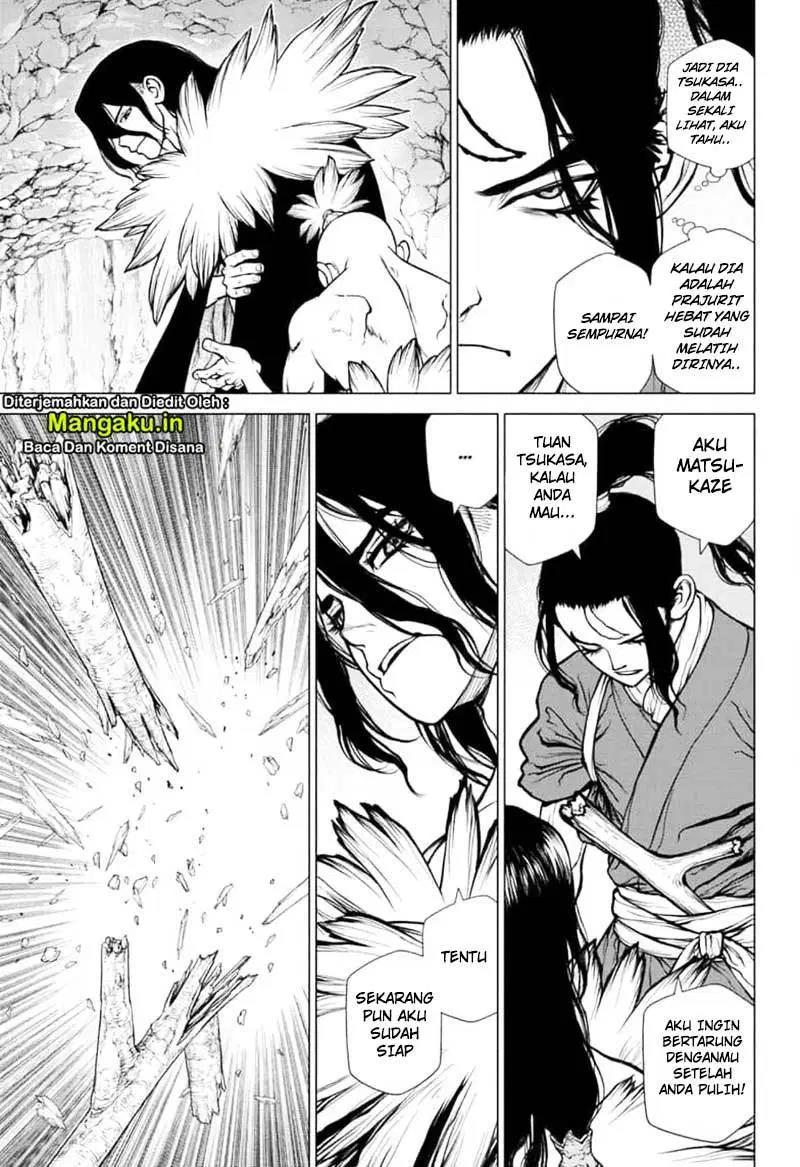 JADI DIA
TSUKASA..
DALAM
SEKALI
LIHAT, AKU
TAHU..
KALAU DIA
ADALAH
PRAJURIT
HEBAT YANG
SUDAH
MELATIH
DIRINYA..
SAMPAI
SEMPURNA!
Diterjemahkan dan Diedit Oleh :
Mangaku.in
Baca Dan Koment Disana
AKU
MATSU-
KAZE
TUAN
TSUKASA,
KALAU
ANDA
MAU...
AKU INGIN
BERTARUNG
DENGANMU
SETELAH
ANDA PULIH!
...
TENTU
SEKARANG
PUN AKU
SUDAH
SIAP